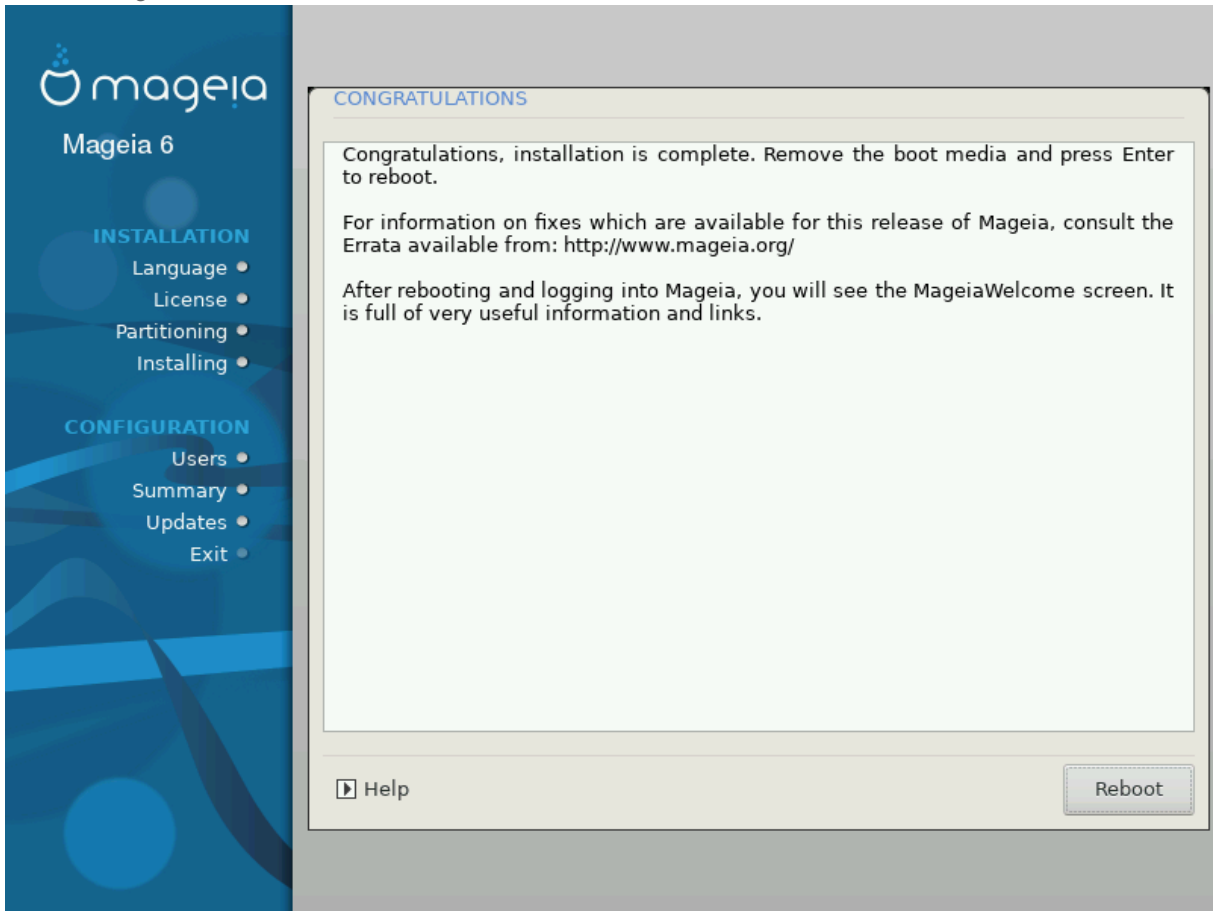 mageia
Mageia 6
INSTALLATION
Language
License
Partitioning
Installing
CONFIGURATION
Users
Summary
Updates
Exit
CONGRATULATIONS
Congratulations, installation is complete. Remove the boot media and press Enter
to reboot.
For information on fixes which are available for this release of Mageia, consult the
Errata available from: http://www.mageia.org/
After rebooting and logging into Mageia, you will see the MageiaWelcome screen. It
is full of very useful information and links.
Help
Reboot